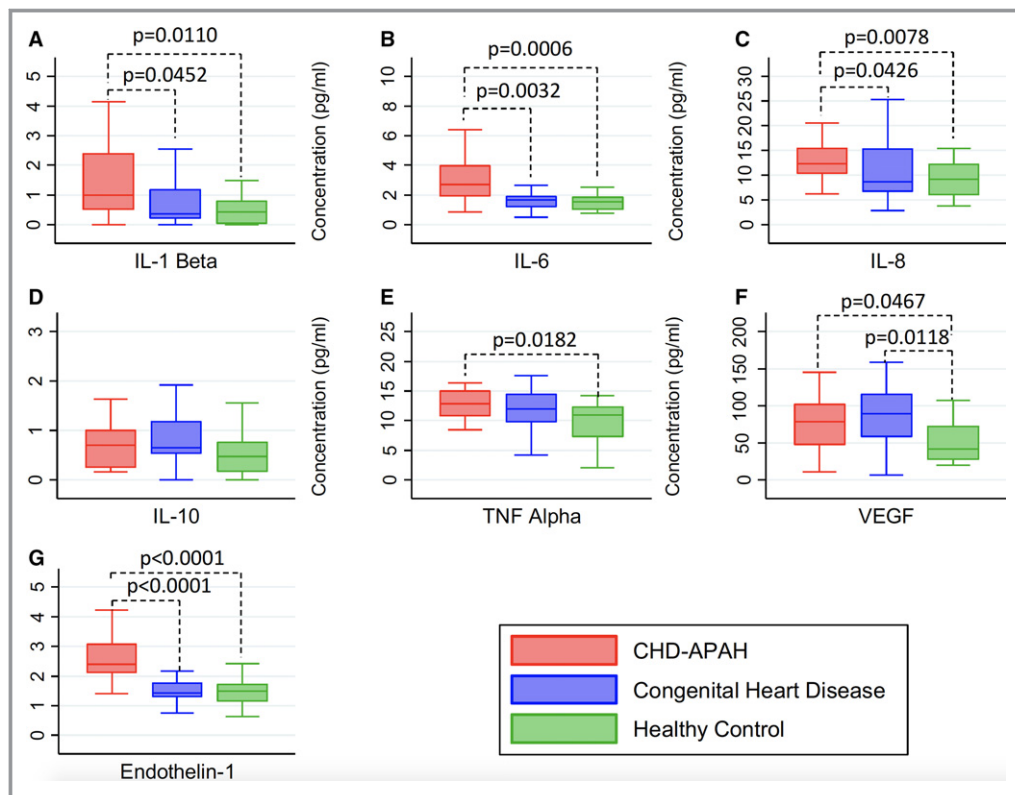 A
p=0.0110
p=0.0452
5
4
3
2
1
0
IL-1 Beta
Concentration (pg/ml)
B
p=0.0006
p=0.0032
10
8
6
4
2
0
IL-6
Concentration (pg/ml)
C
p=0.0078
p=0.0426
30
25
20
15
10
5
0
IL-8
D
3
2
1
0
IL-10
Concentration (pg/ml)
E
p=0.0182
25
20
15
10
5
0
TNF Alpha
Concentration (pg/ml)
F
p=0.0467
p=0.0118
200
150
100
50
0
VEGF
G
p<0.0001
p<0.0001
5
4
3
2
1
0
Endothelin-1
CHD-APAH
Congenital Heart Disease
Healthy Control